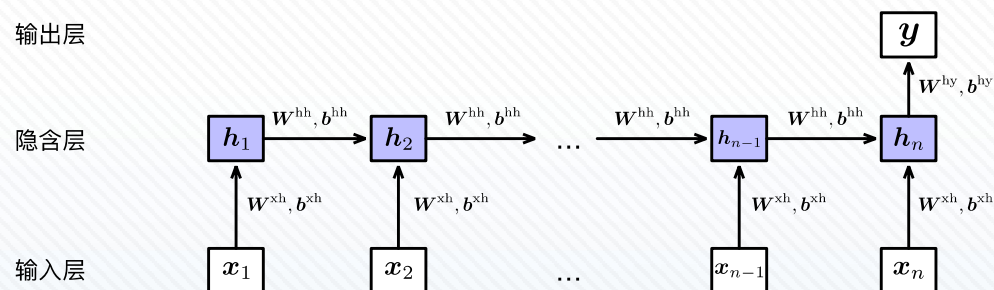 输出层 y
W^hy, b^hy
W^hh, b^hh W^hh, b^hh W^hh, b^hh W^hh, b^hh
隐含层 h_1 h_2 … h_{n−1} h_n
W^xh, b^xh W^xh, b^xh W^xh, b^xh W^xh, b^xh
输入层 x_1 x_2 … x_{n−1} x_n